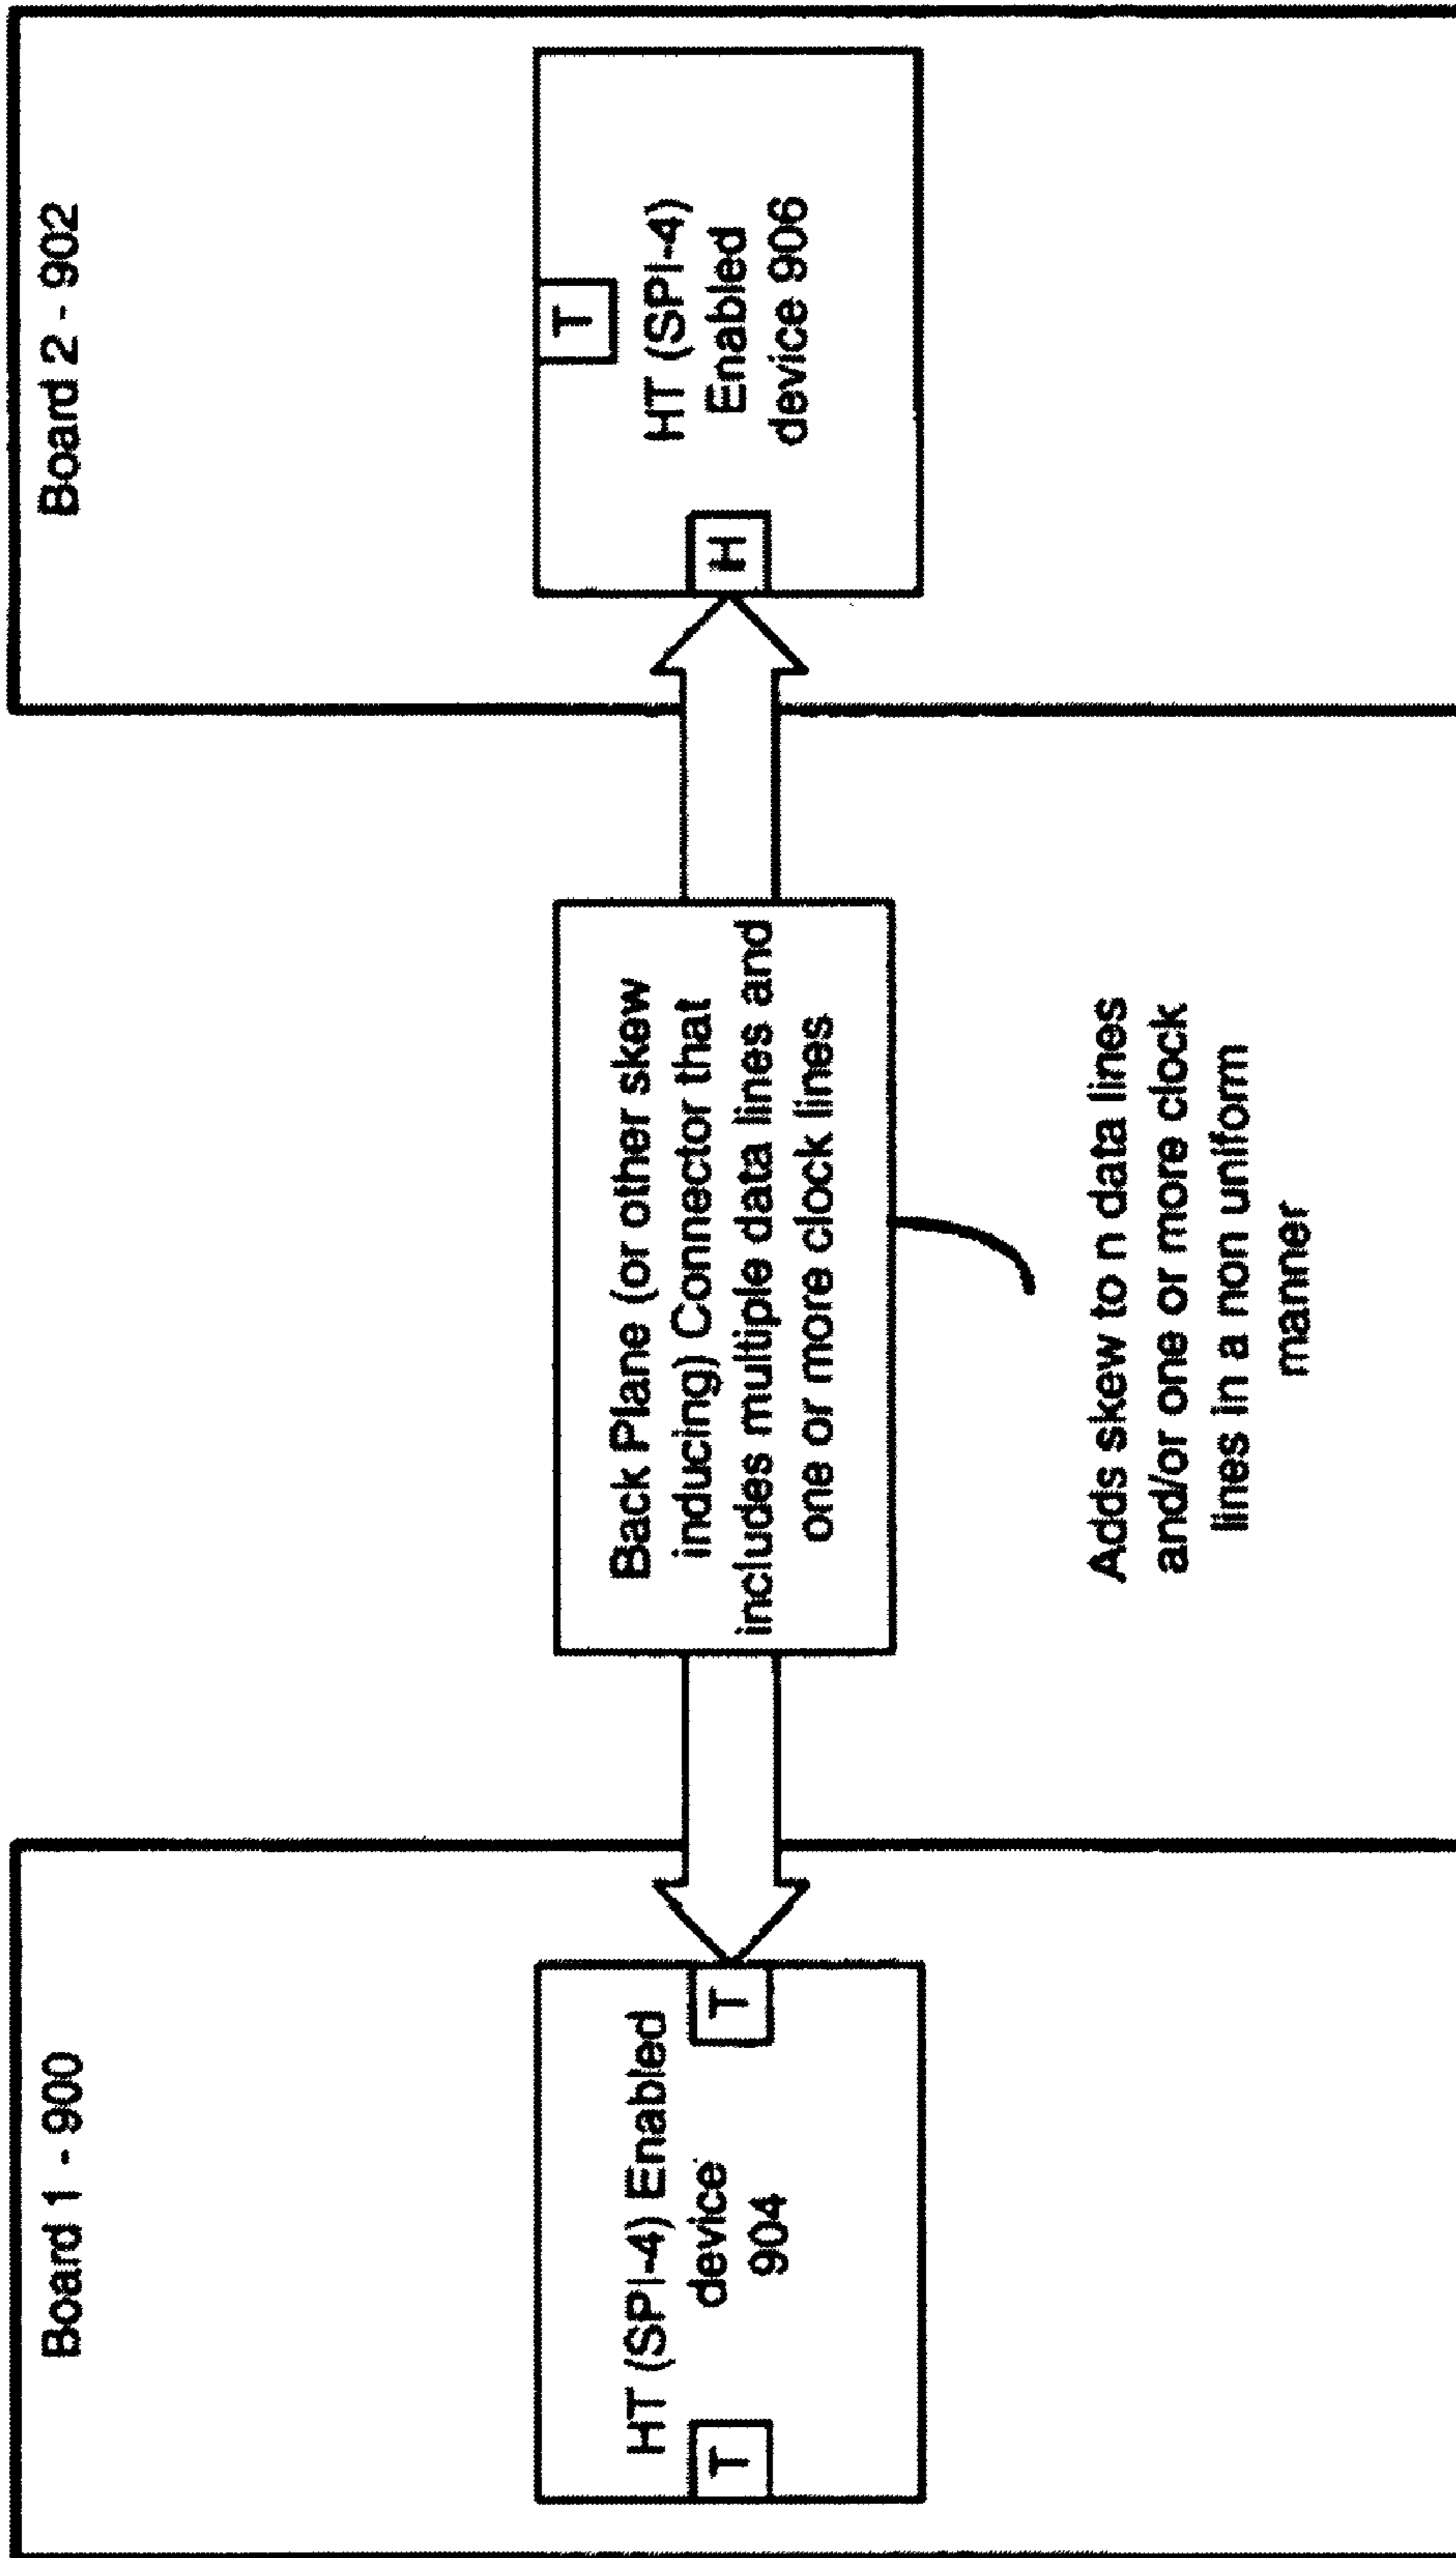 Board 1 - 900
HT (SPI-4) Enabled
device
904
T
T
Back Plane (or other skew
inducing) Connector that
includes multiple data lines and
one or more clock lines
Adds skew to n data lines
and/or one or more clock
lines in a non uniform
manner
Board 2 - 902
T
H
HT (SPI-4)
Enabled
device 906